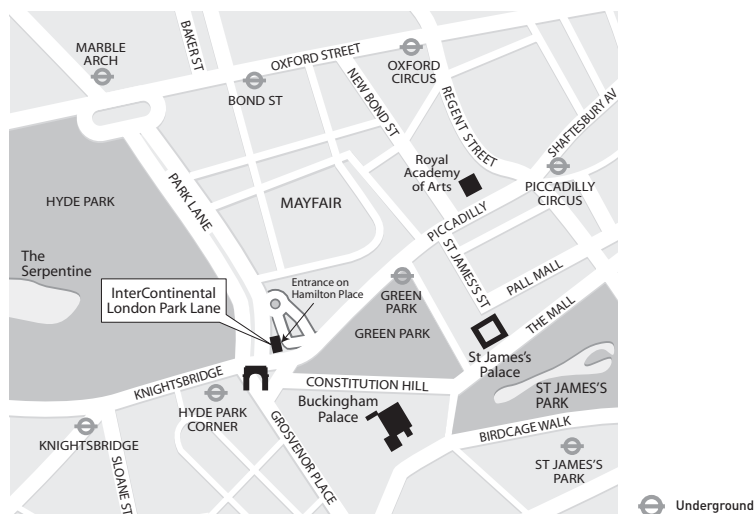 MARBLE
ARCH
BAKER ST
OXFORD STREET
BOND ST
OXFORD
CIRCUS
NEW BOND ST
REGENT STREET
SHAFTESBURY AV
Royal
Academy
of Arts
PICCADILLY
CIRCUS
HYDE PARK
PARK LANE
MAYFAIR
PICCADILLY
The
Serpentine
InterContinental
London Park Lane
Entrance on
Hamilton Place
GREEN
PARK
GREEN PARK
ST JAMES'S ST
PALL MALL
THE MALL
St James's
Palace
KNIGHTSBRIDGE
CONSTITUTION HILL
ST JAMES'S
PARK
HYDE PARK
CORNER
Buckingham
Palace
BIRDCAGE WALK
KNIGHTSBRIDGE
SLOANE ST
GROSVENOR PLACE
ST JAMES'S
PARK
Underground